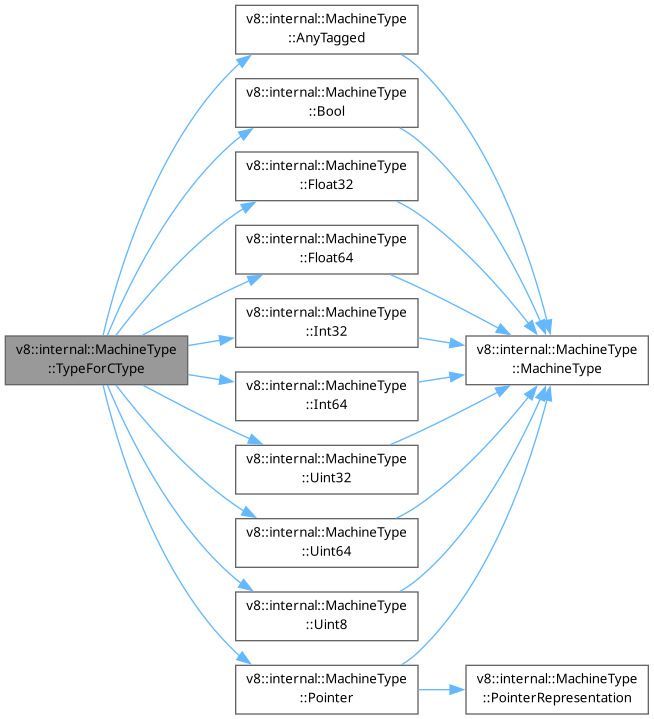 v8::internal::MachineType
::AnyTagged
v8::internal::MachineType
::Bool
v8::internal::MachineType
::Float32
v8::internal::MachineType
::Float64
v8::internal::MachineType
::Int32
v8::internal::MachineType
::TypeForCType
v8::internal::MachineType
::MachineType
v8::internal::MachineType
::Int64
v8::internal::MachineType
::Uint32
v8::internal::MachineType
::Uint64
v8::internal::MachineType
::Uint8
v8::internal::MachineType
::Pointer
v8::internal::MachineType
::PointerRepresentation